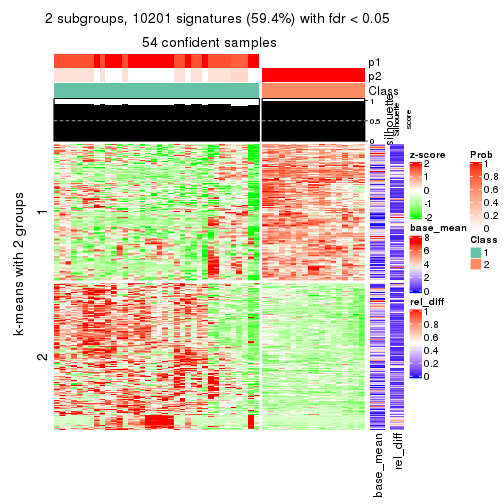 2 subgroups, 10201 signatures (59.4%) with fdr < 0.05
54 confident samples
p1
p2
Class
1
0.5
0
silhouette
Silhouette
score
k-means with 2 groups
1
2
base_mean
rel_diff
z-score
2
1
0
-1
-2
base_mean
8
6
4
2
0
rel_diff
1
0.8
0.6
0.4
0.2
0
Prob
1
0.8
0.6
0.4
0.2
0
Class
1
2